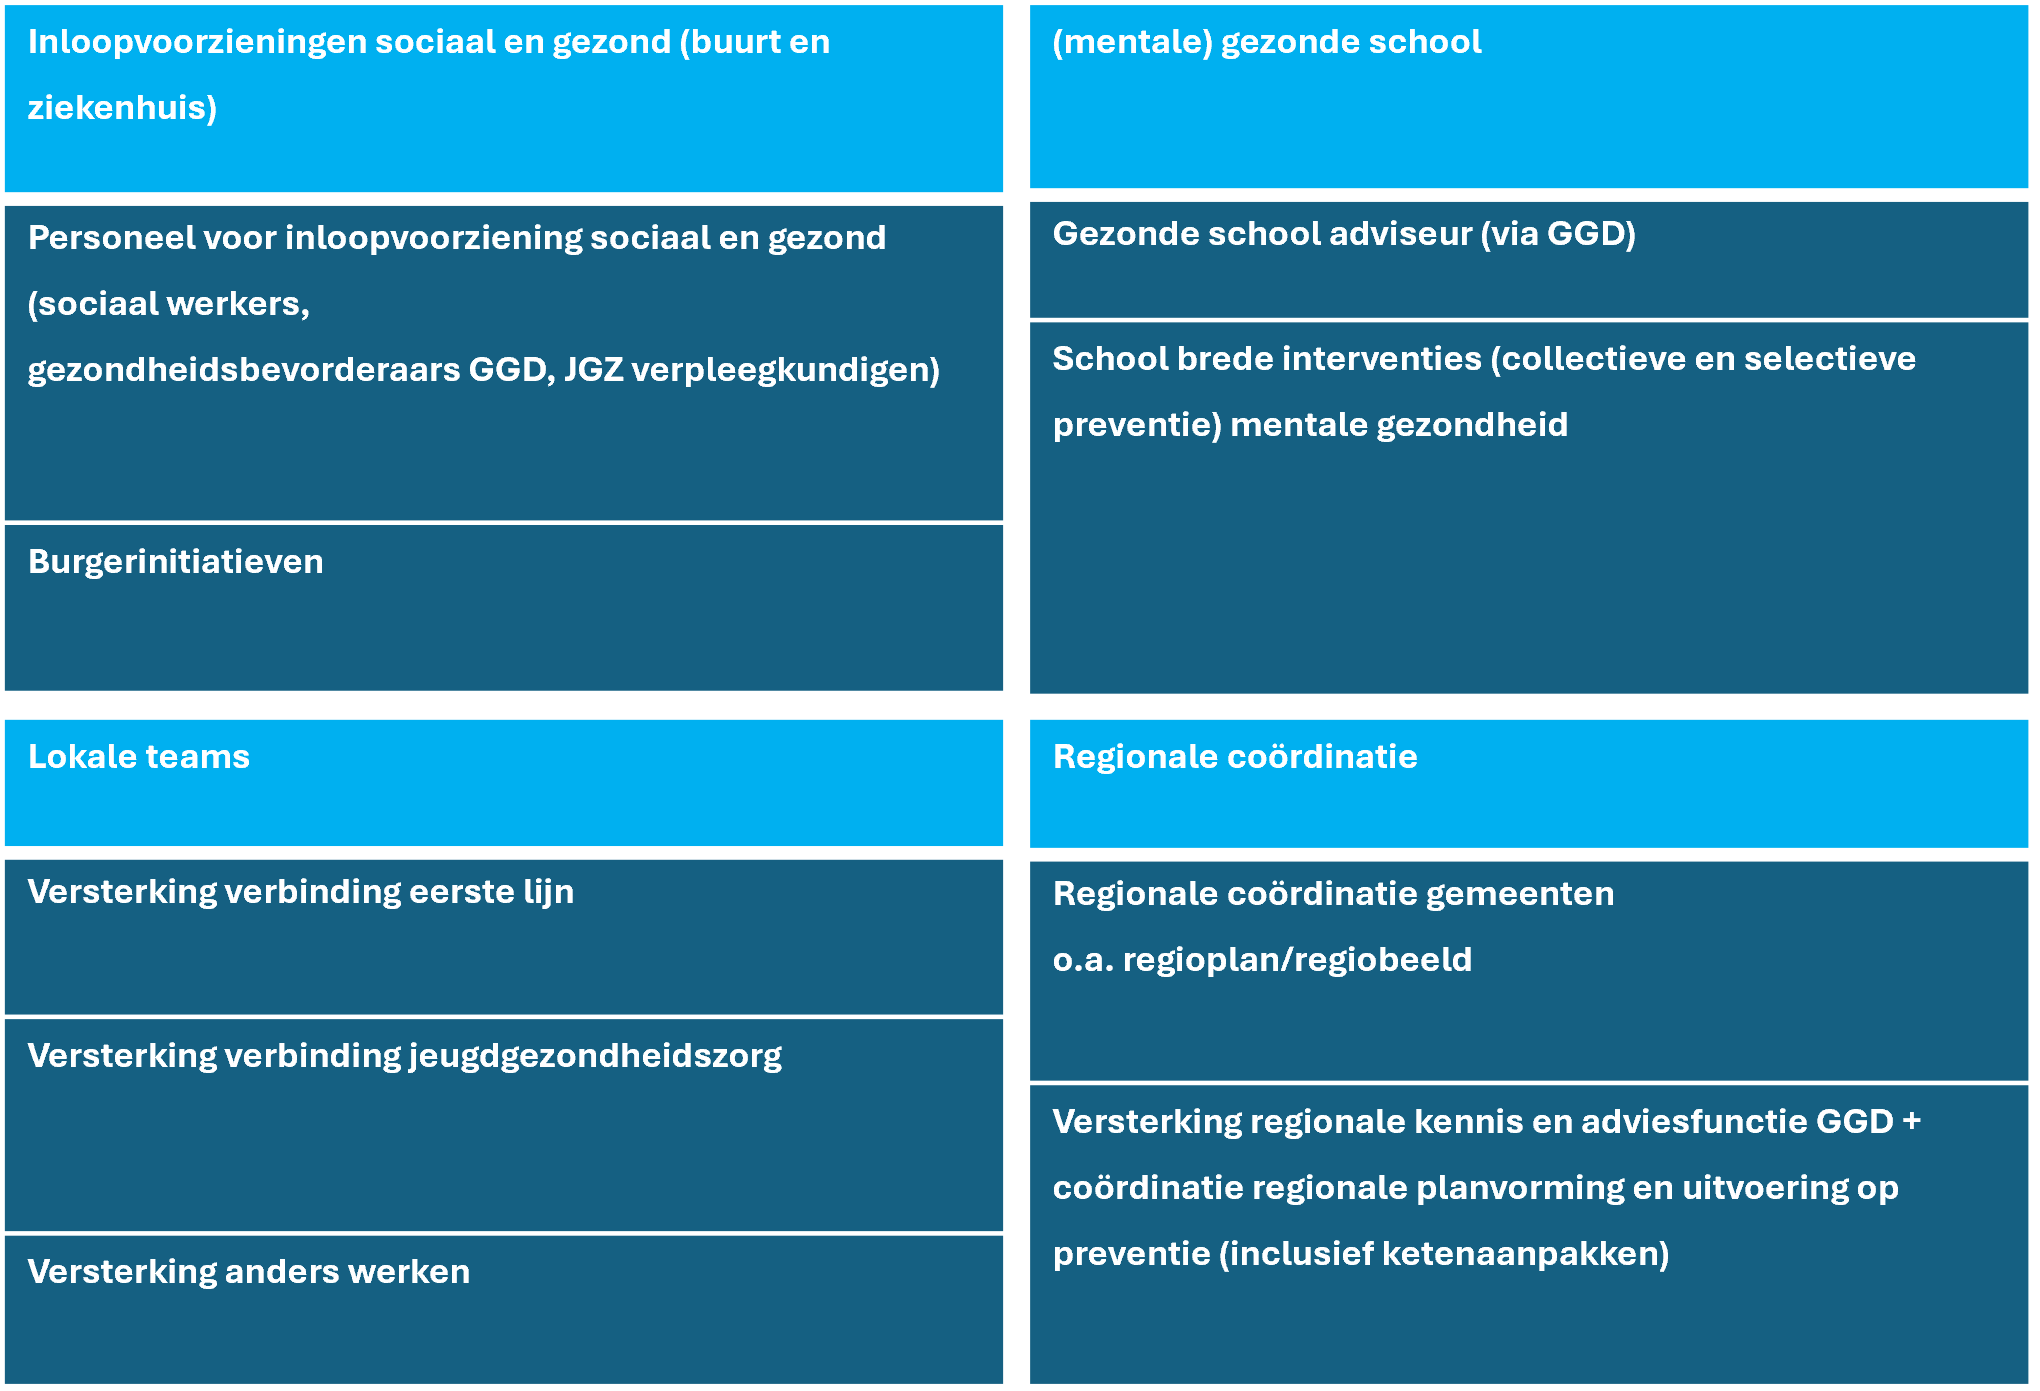 Inloopvoorzieningen sociaal en gezond (buurt en
ziekenhuis)
Personeel voor inloopvoorziening sociaal en gezond
(sociaal werkers,
gezondheidsbevorderaars GGD, JGZ verpleegkundigen)
Burgerinitiatieven
(mentale) gezonde school
Gezonde school adviseur (via GGD)
School brede interventies (collectieve en selectieve
preventie) mentale gezondheid
Lokale teams
Versterking verbinding eerste lijn
Versterking verbinding jeugdgezondheidszorg
Versterking anders werken
Regionale coördinatie
Regionale coördinatie gemeenten
o.a. regioplan/regiobeeld
Versterking regionale kennis en adviesfunctie GGD +
coördinatie regionale planvorming en uitvoering op
preventie (inclusief ketenaanpakken)